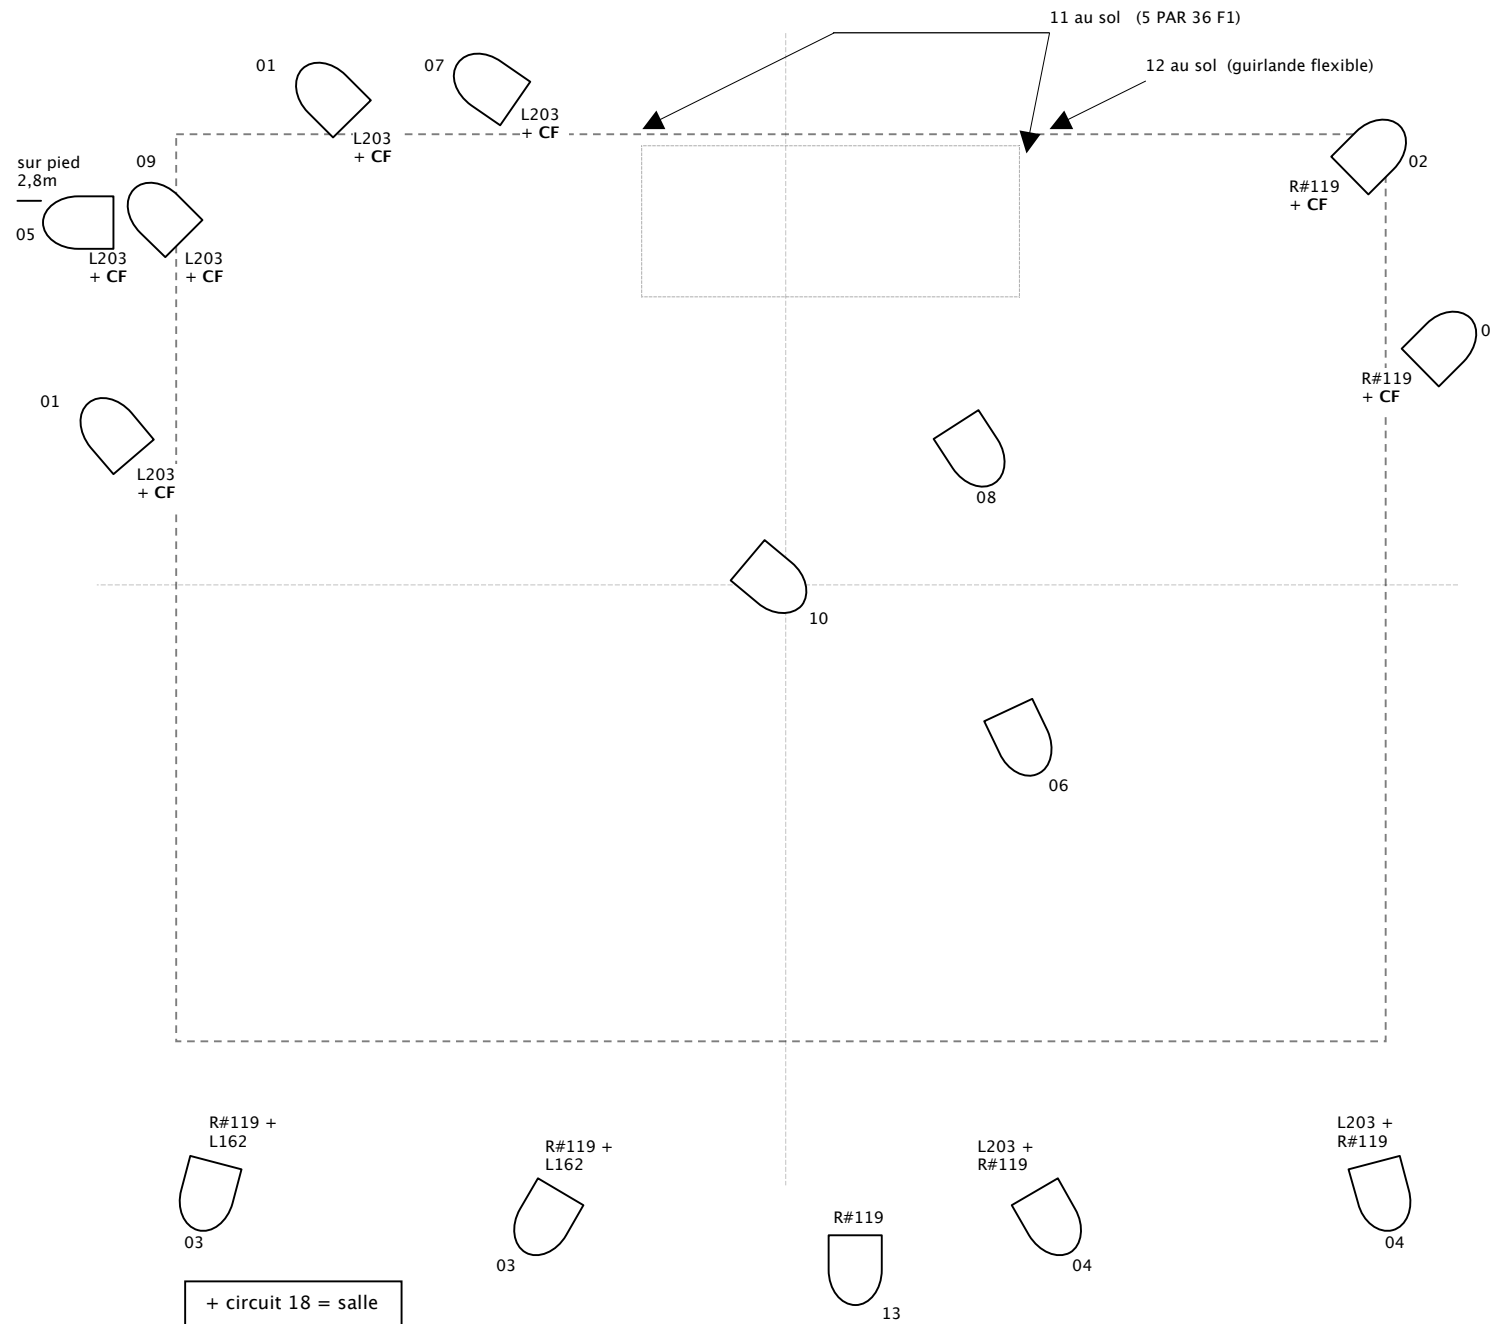 11 au sol (5 PAR 36 F1)
01
07
12 au sol (guirlande flexible)
L203
+ CF
L203
+ CF
sur pied
2,8m
09
02
R#119
+ CF
05
L203
+ CF
L203
+ CF
0
R#119
+ CF
01
L203
+ CF
08
10
06
R#119 +
L162
R#119 +
L162
L203 +
R#119
L203 +
R#119
R#119
03
03
04
04
+ circuit 18 = salle
13